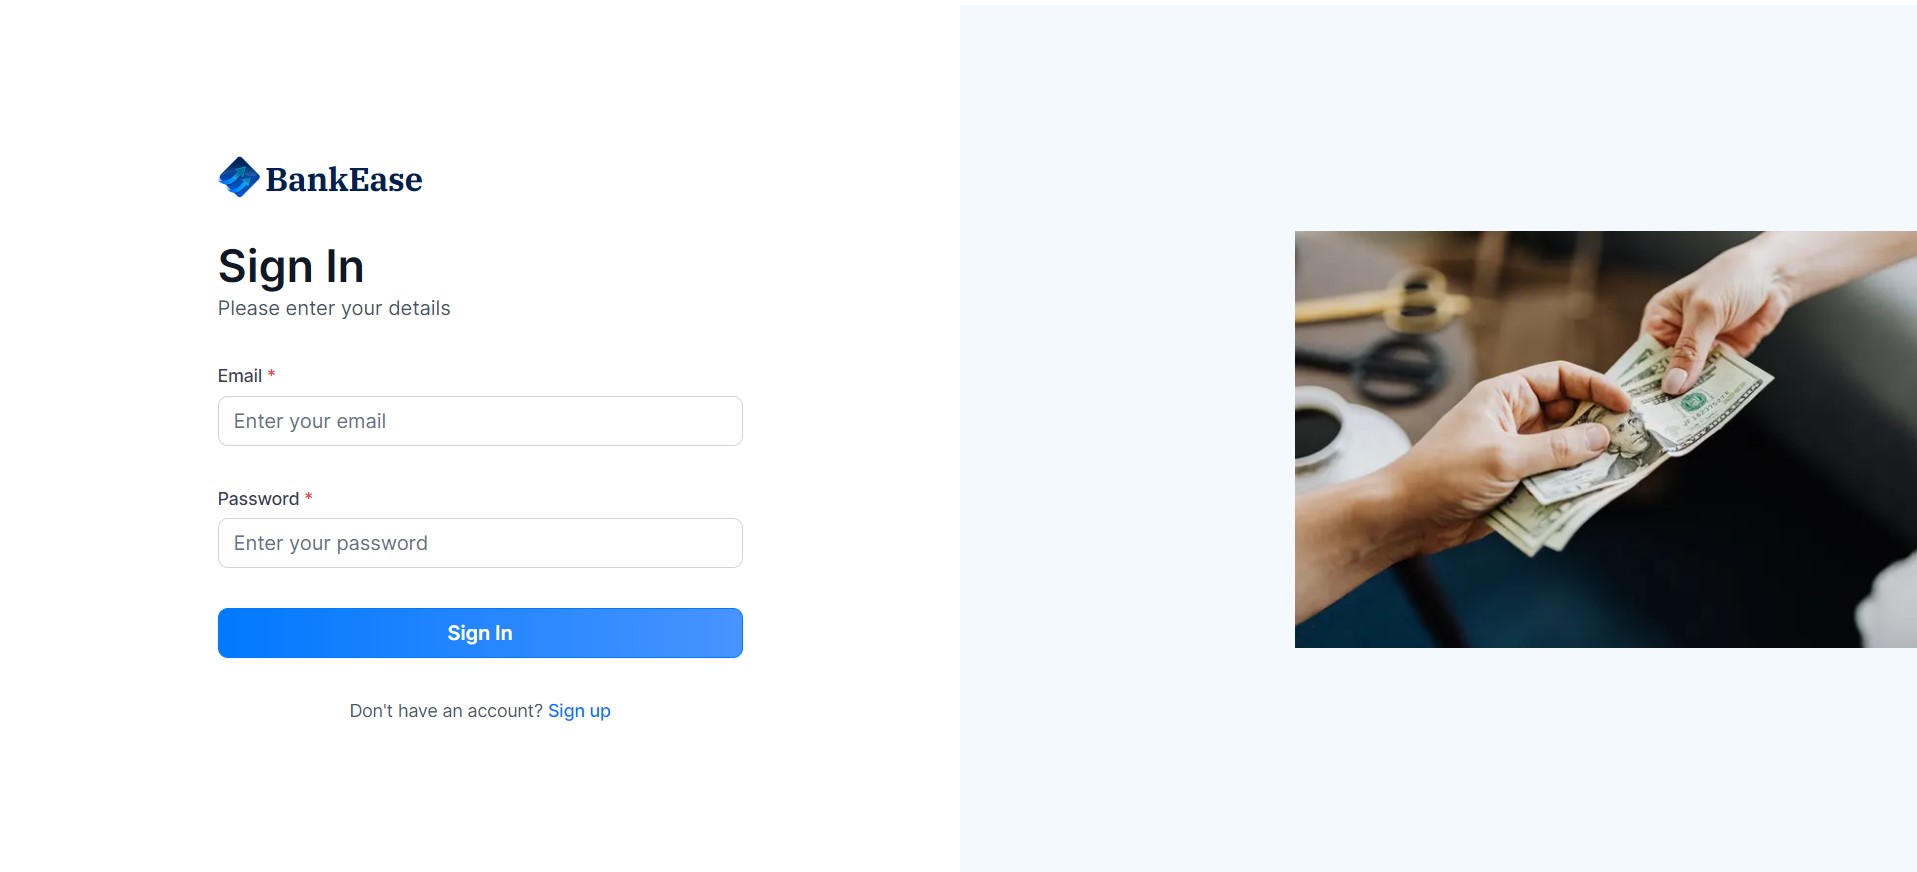 BankEase
Sign In
Please enter your details
Email *
Enter your email
Password *
Enter your password
Sign In
Don't have an account? Sign up